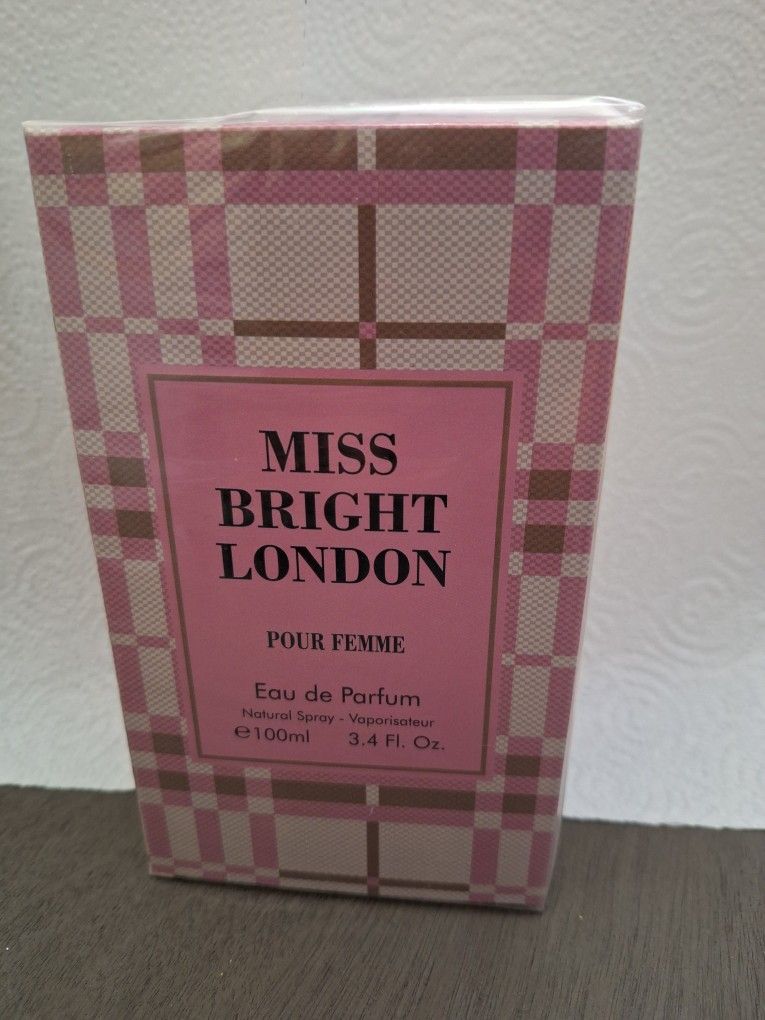 MISS
BRIGHT
LONDON
POUR FEMME
Eau de Parfum
Natural Spray - Vaporisateur
℮100ml 3.4 Fl. Oz.